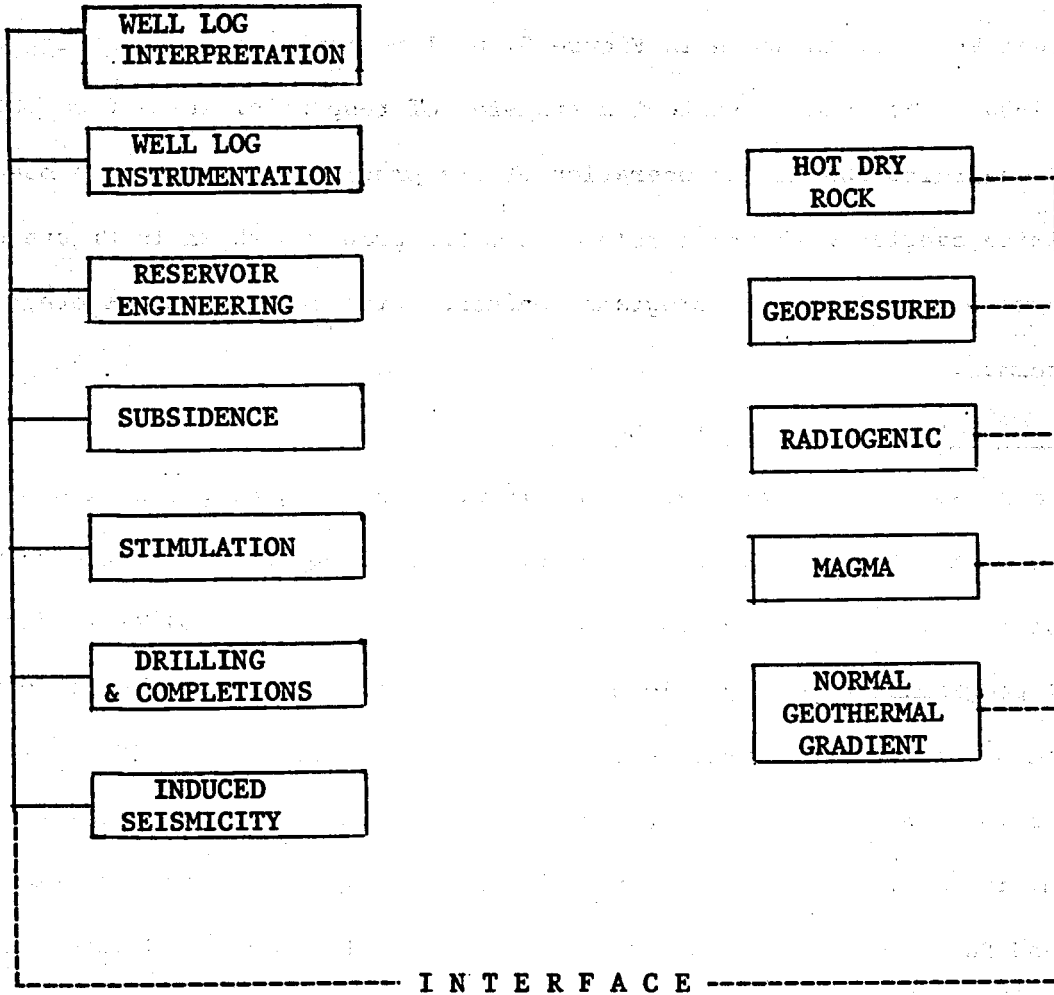 WELL LOG
INTERPRETATION
WELL LOG
INSTRUMENTATION
RESERVOIR
ENGINEERING
SUBSIDENCE
STIMULATION
DRILLING
& COMPLETIONS
INDUCED
SEISMICITY
HOT DRY
ROCK
GEOPRESSURED
RADIOGENIC
MAGMA
NORMAL
GEOTHERMAL
GRADIENT
INTERFACE